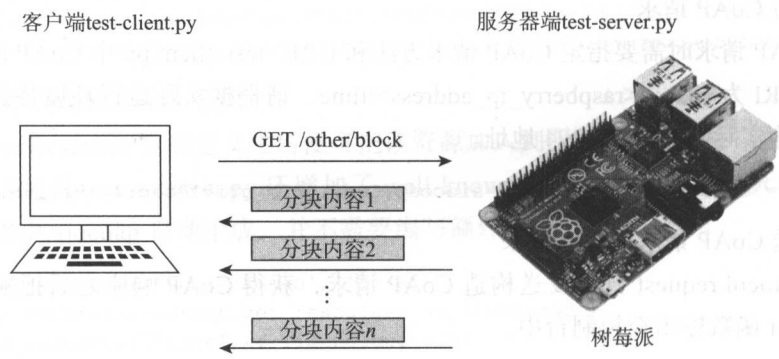 客户端test-client.py
服务器端test-server.py
GET /other/block
分块内容1
分块内容2
分块内容n
树莓派